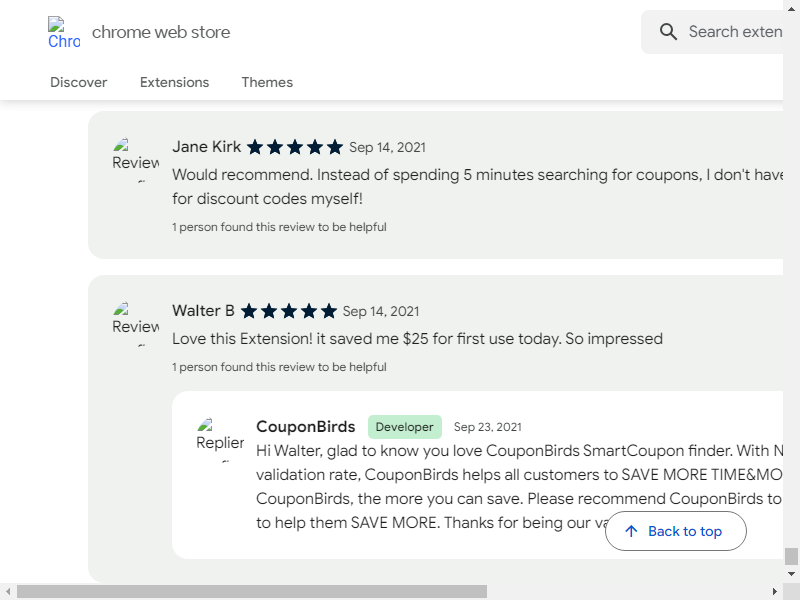 Chro
chrome web store
Search exten
Discover
Extensions
Themes
Review
Jane Kirk
Sep 14, 2021
Would recommend. Instead of spending 5 minutes searching for coupons, I don't have
for discount codes myself!
1 person found this review to be helpful
Review
Walter B
Sep 14, 2021
Love this Extension! it saved me $25 for first use today. So impressed
1 person found this review to be helpful
Replier
CouponBirds
Developer
Sep 23, 2021
Hi Walter, glad to know you love CouponBirds SmartCoupon finder. With N
validation rate, CouponBirds helps all customers to SAVE MORE TIME&MO
CouponBirds, the more you can save. Please recommend CouponBirds to
to help them SAVE MORE. Thanks for being our va
Back to top